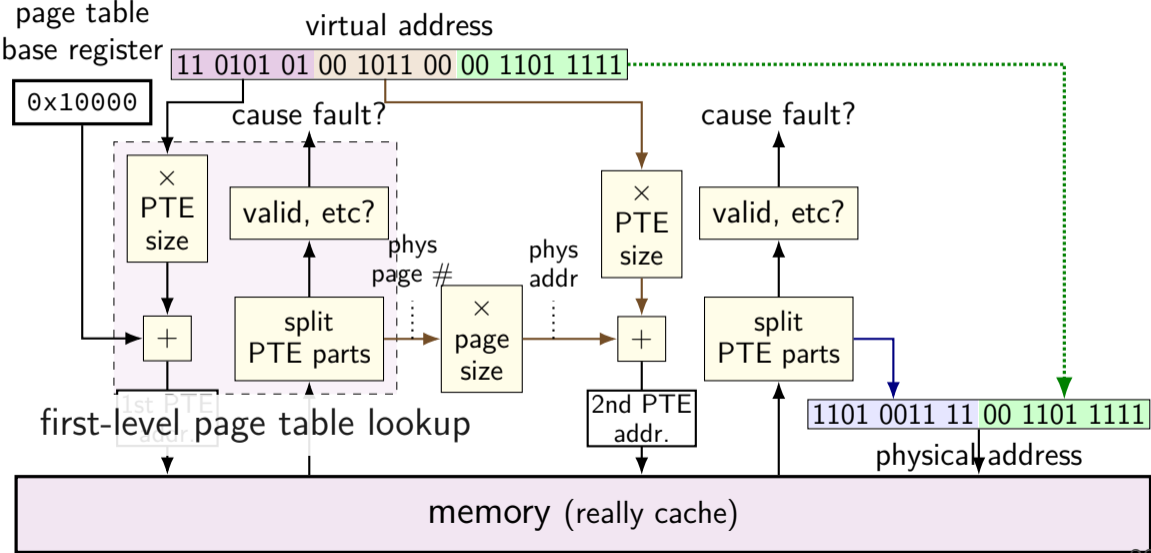 page table
base register
virtual address
11 0101 01 00 1011 00 00 1101 1111
0x10000
cause fault?
cause fault?
×
PTE
size
valid, etc?
×
PTE
size
valid, etc?
phys
page #
phys
addr
+
split
PTE parts
×
page
size
+
split
PTE parts
1st PTE
addr.
first-level page table lookup
2nd PTE
addr.
1101 0011 11 00 1101 1111
physical address
memory (really cache)